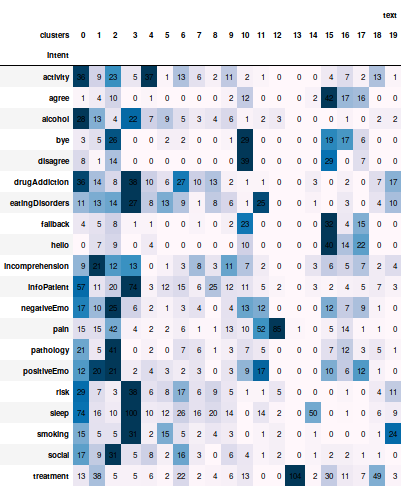 text
clusters 0 1 2 3 4 5 6 7 8 9 10 11 12 13 14 15 16 17 18 19
intent
activity 36 9 23 5 37 1 13 6 2 11 2 1 0 0 0 4 7 2 13 1
agree 1 4 10 0 1 0 0 0 0 2 12 0 0 0 2 42 17 16 0 0
alcohol 28 13 4 22 7 9 5 3 4 6 1 2 3 0 0 0 1 0 2 2
bye 3 5 26 0 0 2 2 0 0 1 29 0 0 0 0 19 17 6 0 0
disagree 8 1 14 0 0 0 0 0 0 0 39 0 0 0 0 29 0 7 0 0
drugAddiction 36 14 8 36 10 6 27 10 13 2 1 1 0 0 3 0 2 0 7 17
eatingDisorders 11 13 14 27 8 13 9 1 8 6 1 25 0 0 1 0 3 0 4 10
fallback 4 5 8 1 1 0 0 1 0 2 23 0 0 0 0 32 4 15 0 0
hello 0 7 9 0 4 0 0 0 0 0 10 0 0 0 0 40 14 22 0 0
incomprehension 9 21 12 13 0 1 3 8 3 11 7 2 0 0 3 6 5 7 2 4
infoPatient 57 11 20 74 3 12 15 6 25 12 11 5 2 0 3 2 4 5 7 3
negativeEmo 17 10 25 6 2 1 3 4 0 4 13 12 0 0 0 12 7 9 1 0
pain 15 15 42 4 2 2 6 1 1 13 10 52 85 1 0 5 14 1 1 0
pathology 21 5 41 0 2 0 7 6 1 3 7 5 0 0 0 7 12 3 5 1
positiveEmo 12 20 21 2 4 3 2 3 0 3 9 17 0 0 0 10 6 12 1 0
risk 29 7 3 38 6 8 17 6 9 5 1 1 5 0 0 0 1 0 4 11
sleep 74 16 10 100 10 12 26 16 20 14 0 14 2 0 50 0 1 0 6 9
smoking 15 5 5 31 2 15 5 2 4 3 0 1 2 0 1 0 0 0 1 24
social 17 9 31 5 8 2 16 3 0 6 4 1 2 0 1 2 1 0 1 2
treatment 13 38 5 5 6 2 22 2 4 6 13 0 0 104 2 30 11 7 49 3